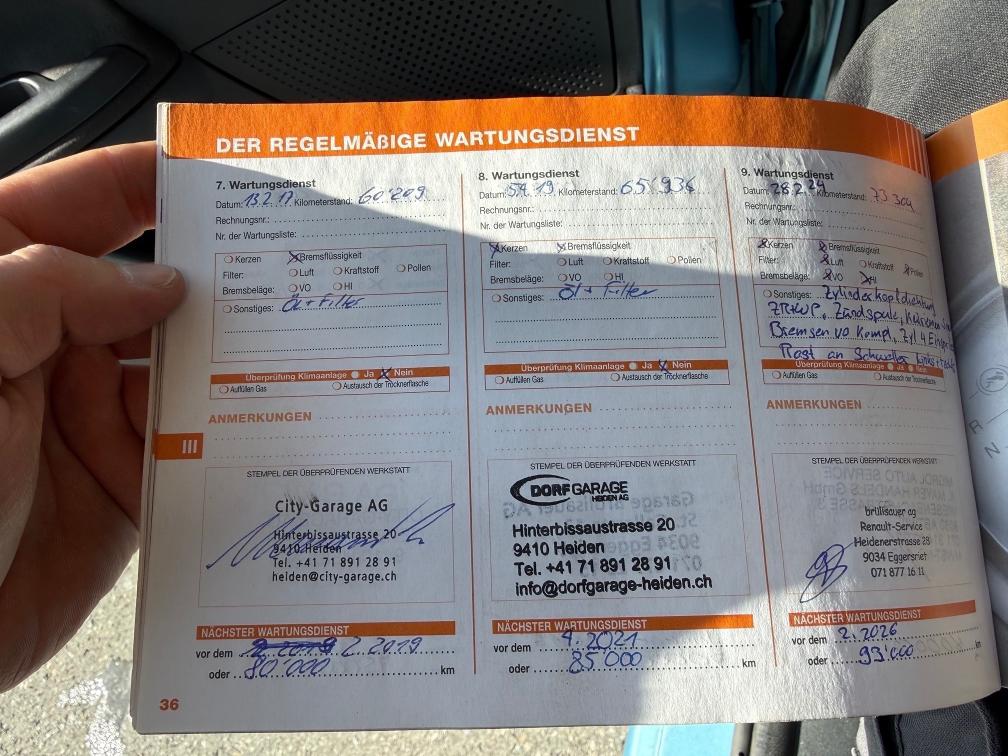 DER REGELMÄßIGE WARTUNGSDIENST
7. Wartungsdienst
Datum: 13.2.17 Kilometerstand: 60'209
Rechnungsnr.:
Nr. der Wartungsliste:
Kerzen Bremsflüssigkeit
Filter: Luft Kraftstoff Pollen
Bremsbeläge: VO HI
Sonstiges: Öl + Filter
Überprüfung Klimaanlage Ja Nein
Auffüllen Gas Austausch der Trocknerflasche
ANMERKUNGEN
STEMPEL DER ÜBERPRÜFENDEN WERKSTATT
City-Garage AG
Hinterbissaustrasse 20
9410 Heiden
Tel. +41 71 891 28 91
heiden@city-garage.ch
NÄCHSTER WARTUNGSDIENST
vor dem 2.2019
oder 80'000 km
8. Wartungsdienst
Datum: 5.4.19 Kilometerstand: 65'936
Rechnungsnr.:
Nr. der Wartungsliste:
Kerzen Bremsflüssigkeit
Filter: Luft Kraftstoff Pollen
Bremsbeläge: VO HI
Sonstiges: Öl + Filter
Überprüfung Klimaanlage Ja Nein
Auffüllen Gas Austausch der Trocknerflasche
ANMERKUNGEN
STEMPEL DER ÜBERPRÜFENDEN WERKSTATT
DORFGARAGE
HEIDEN AG
Hinterbissaustrasse 20
9410 Heiden
Tel. +41 71 891 28 91
info@dorfgarage-heiden.ch
NÄCHSTER WARTUNGSDIENST
vor dem 4.2021
oder 85'000 km
9. Wartungsdienst
Datum: 28.2.24 Kilometerstand: 73304
Rechnungsnr.:
Nr. der Wartungsliste:
Kerzen Bremsflüssigkeit
Filter: Luft Kraftstoff Pollen
Bremsbeläge: VO HI
Sonstiges: Zylinderkopfdichtung
ZR+WP, Zündspule,
Bremsen vo Kompl, Zyl 4
Rost an Schweller Links
Überprüfung Klimaanlage Ja Nein
Auffüllen Gas Austausch der Trocknerflasche
ANMERKUNGEN
STEMPEL DER ÜBERPRÜFENDEN WERKSTATT
brülisauer ag
Renault-Service
Heidenerstrasse 28
9034 Eggersriet
071 877 16 11
NÄCHSTER WARTUNGSDIENST
vor dem 2.2026
oder 93'000 km
III
36
R
N